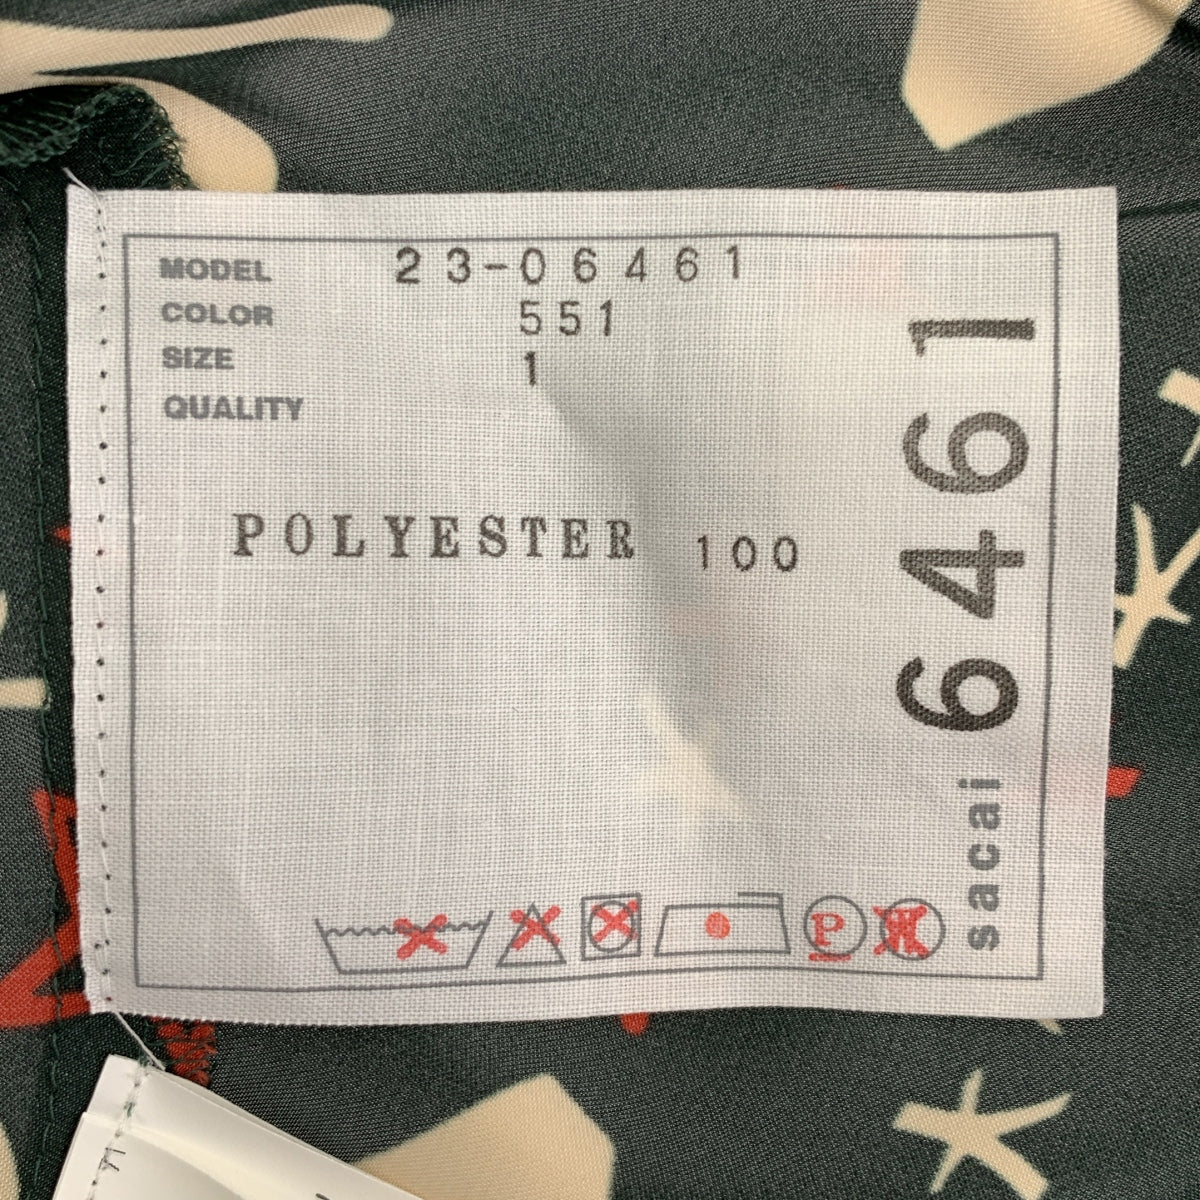 MODEL 23-06461
COLOR 551
SIZE 1
QUALITY
POLYESTER 100
sacai 6461
P W